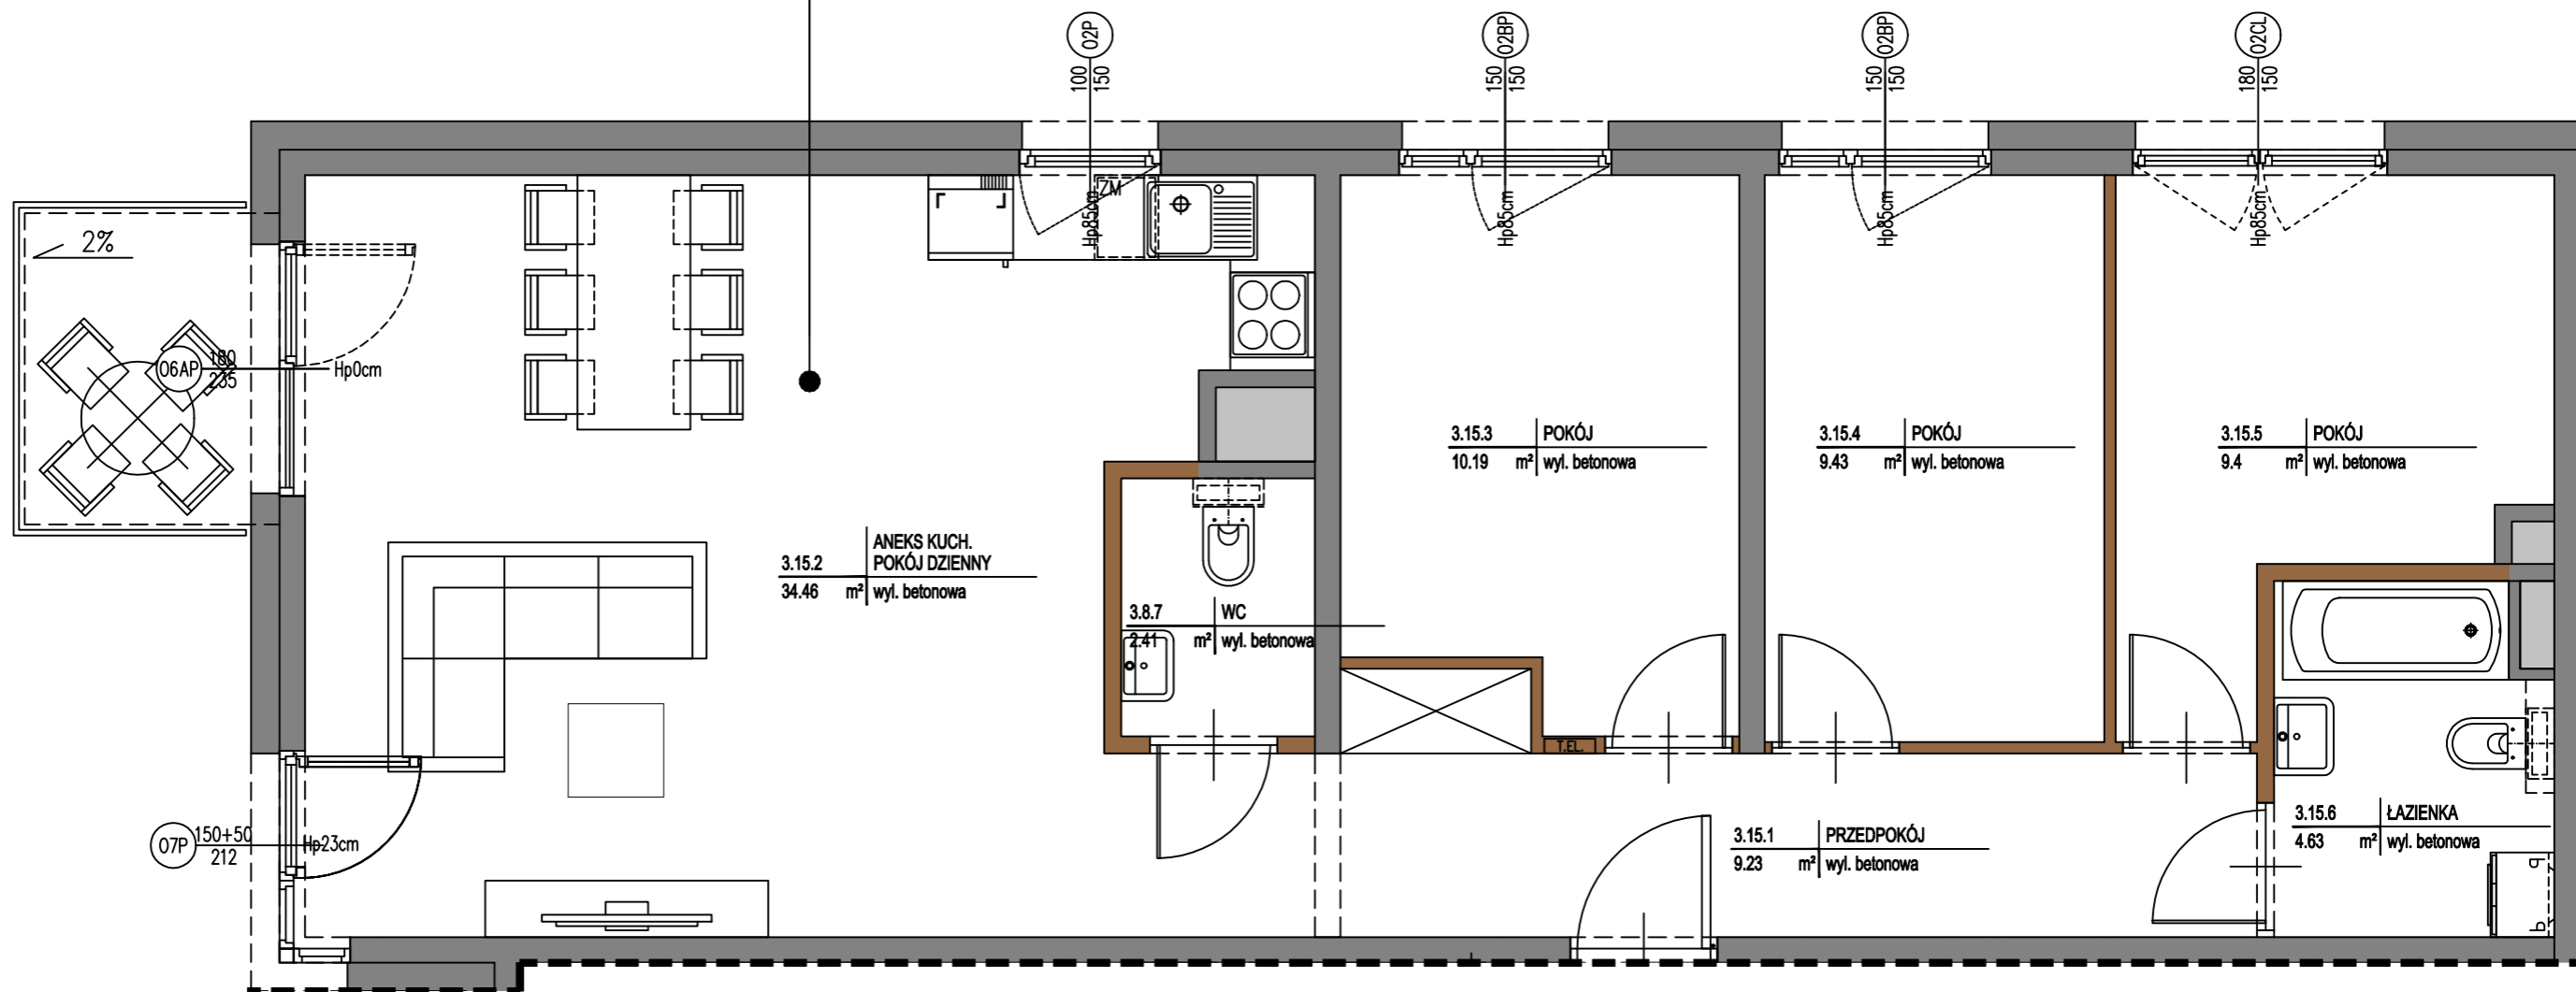 02P
100
150
Hp85cm
02BP
150
150
Hp85cm
02BP
150
150
Hp85cm
02CL
180
150
Hp85cm
ZM
2%
06AP
180
235
Hp0cm
3.15.3 POKÓJ
10.19 m² wyl. betonowa
3.15.4 POKÓJ
9.43 m² wyl. betonowa
3.15.5 POKÓJ
9.4 m² wyl. betonowa
ANEKS KUCH.
3.15.2 POKÓJ DZIENNY
34.46 m² wyl. betonowa
3.8.7 WC
2.41 m² wyl. betonowa
T.EL.
07P
150+50
212
Hp23cm
3.15.1 PRZEDPOKÓJ
9.23 m² wyl. betonowa
3.15.6 ŁAZIENKA
4.63 m² wyl. betonowa